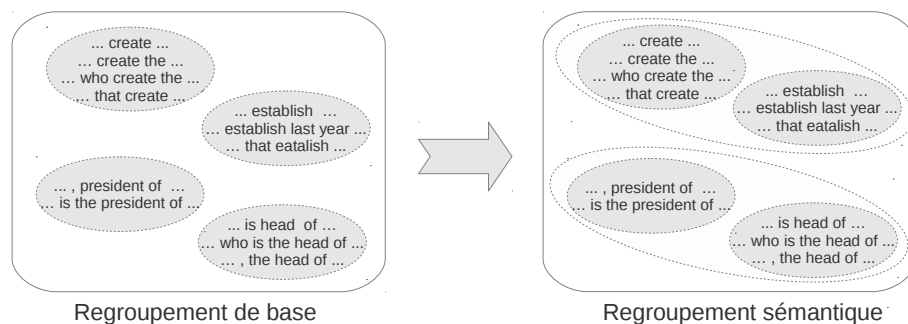 ... create ...
... create the ...
... who create the ...
... that create ...
... establish ...
... establish last year ...
... that eatalish ...
... , president of ...
... is the president of ...
... is head of ...
... who is the head of ...
... , the head of ...
Regroupement de base
... create ...
... create the ...
... who create the ...
... that create ...
... establish ...
... establish last year ...
... that eatalish ...
... , president of ...
... is the president of ...
... is head of ...
... who is the head of ...
... , the head of ...
Regroupement sémantique